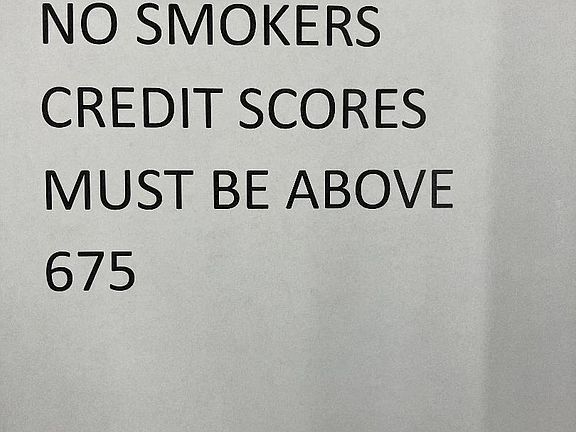 NO SMOKERS
CREDIT SCORES
MUST BE ABOVE
675